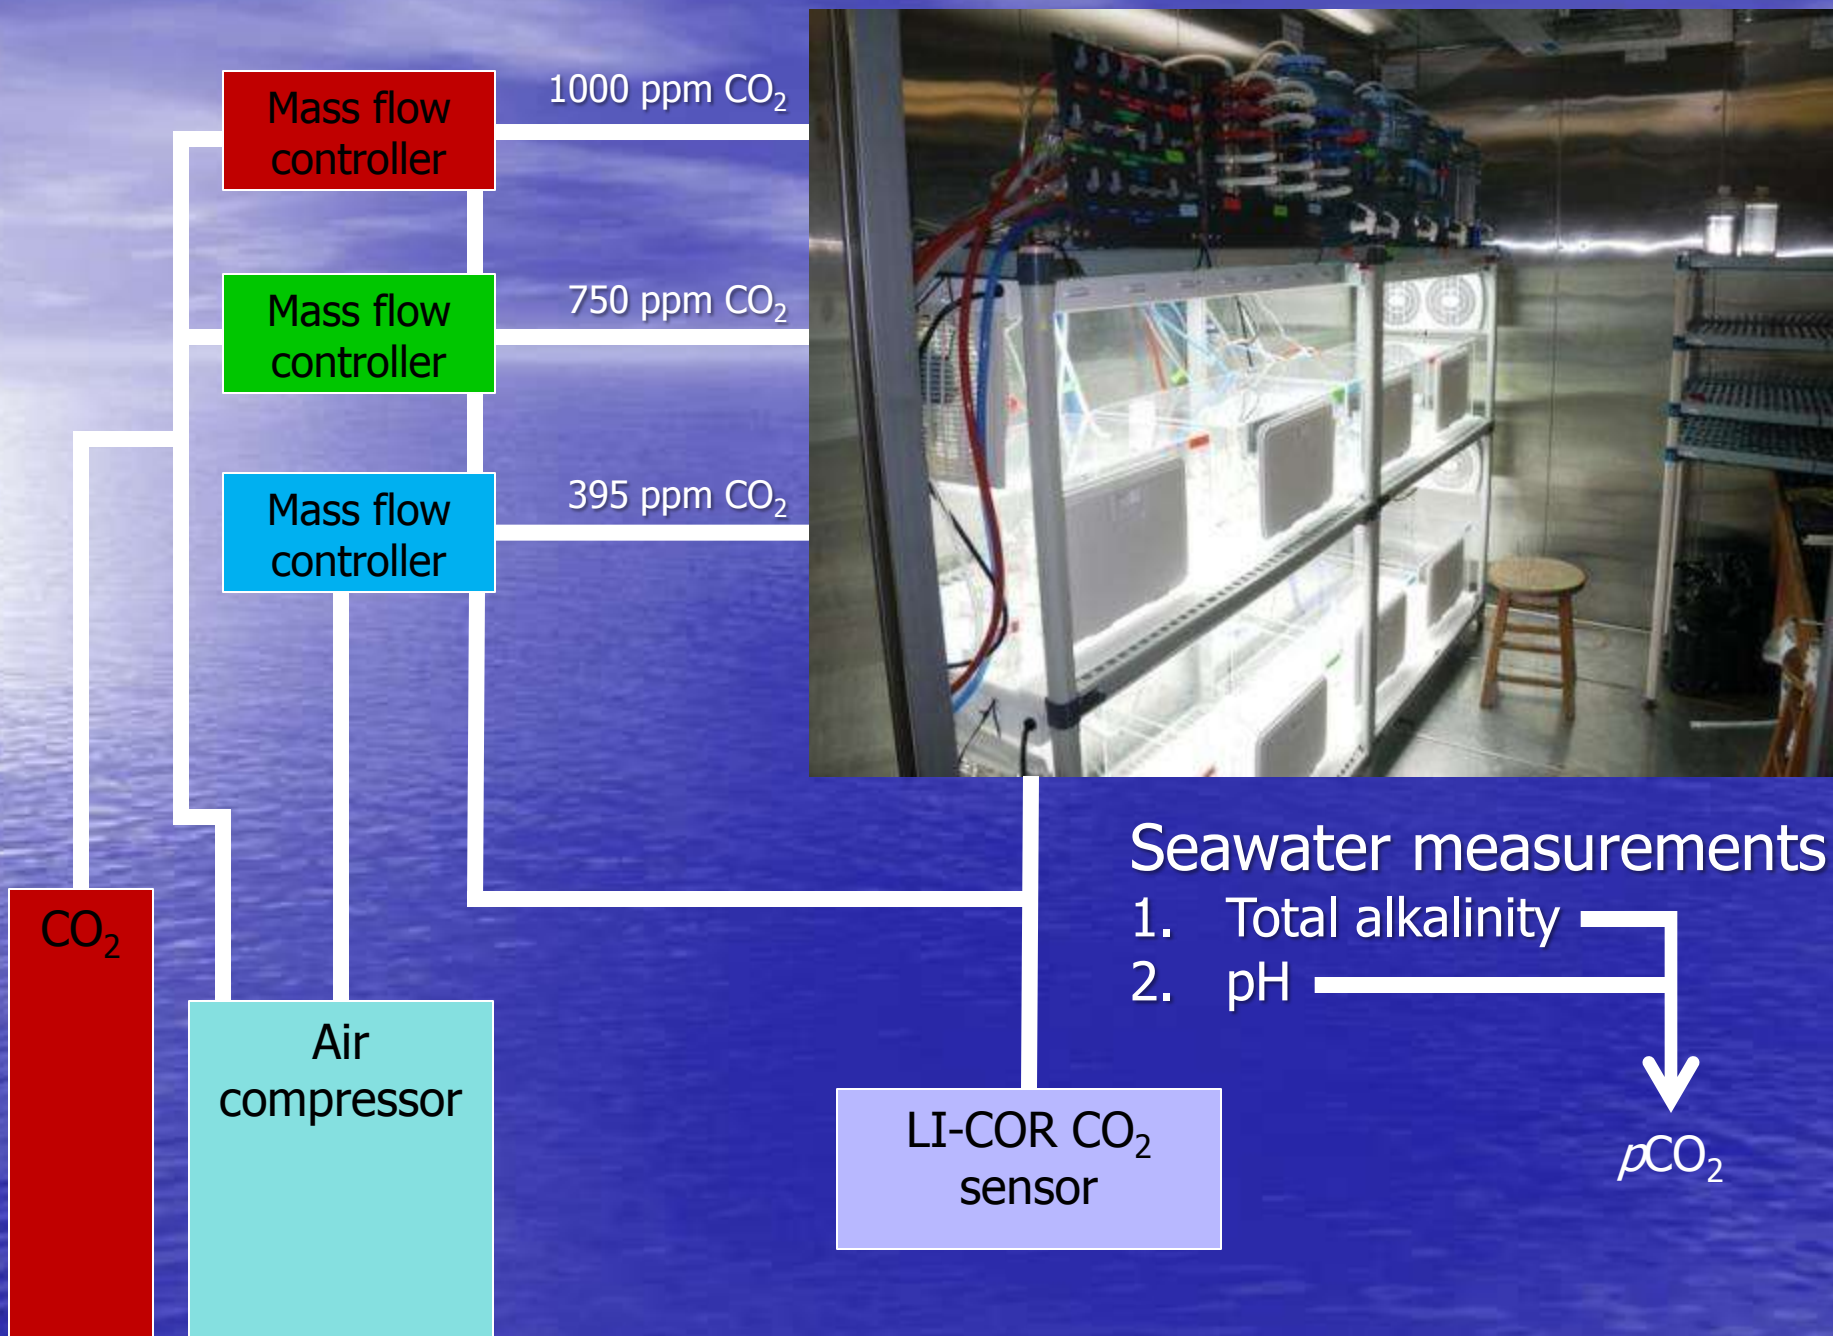 Mass flow
controller
1000 ppm CO₂
Mass flow
controller
750 ppm CO₂
Mass flow
controller
395 ppm CO₂
CO₂
Air
compressor
LI-COR CO₂
sensor
Seawater measurements
1. Total alkalinity
2. pH
pCO₂